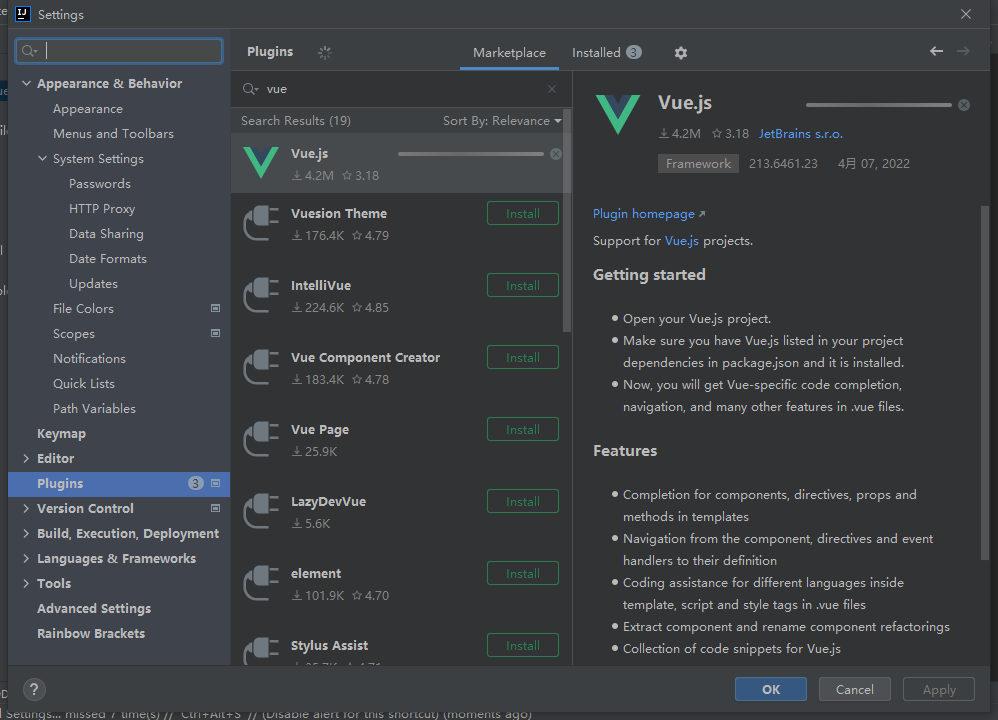 Settings
Plugins
Marketplace
Installed 3
Appearance & Behavior
Appearance
Menus and Toolbars
System Settings
Passwords
HTTP Proxy
Data Sharing
Date Formats
Updates
File Colors
Scopes
Notifications
Quick Lists
Path Variables
Keymap
Editor
Plugins 3
Version Control
Build, Execution, Deployment
Languages & Frameworks
Tools
Advanced Settings
Rainbow Brackets
vue
Search Results (19) Sort By: Relevance
Vue.js
4.2M 3.18
Vuesion Theme Install
176.4K 4.79
IntelliVue Install
224.6K 4.85
Vue Component Creator Install
183.4K 4.78
Vue Page Install
25.9K
LazyDevVue Install
5.6K
element Install
101.9K 4.70
Stylus Assist Install
Vue.js
4.2M 3.18 JetBrains s.r.o.
Framework 213.6461.23 4月 07, 2022
Plugin homepage ↗
Support for Vue.js projects.
Getting started
• Open your Vue.js project.
• Make sure you have Vue.js listed in your project
dependencies in package.json and it is installed.
• Now, you will get Vue-specific code completion,
navigation, and many other features in .vue files.
Features
• Completion for components, directives, props and
methods in templates
• Navigation from the component, directives and event
handlers to their definition
• Coding assistance for different languages inside
template, script and style tags in .vue files
• Extract component and rename component refactorings
• Collection of code snippets for Vue.js
?
OK Cancel Apply
Settings... missed 7 time(s) // 'Ctrl+Alt+S' // (Disable alert for this shortcut) (moments ago)